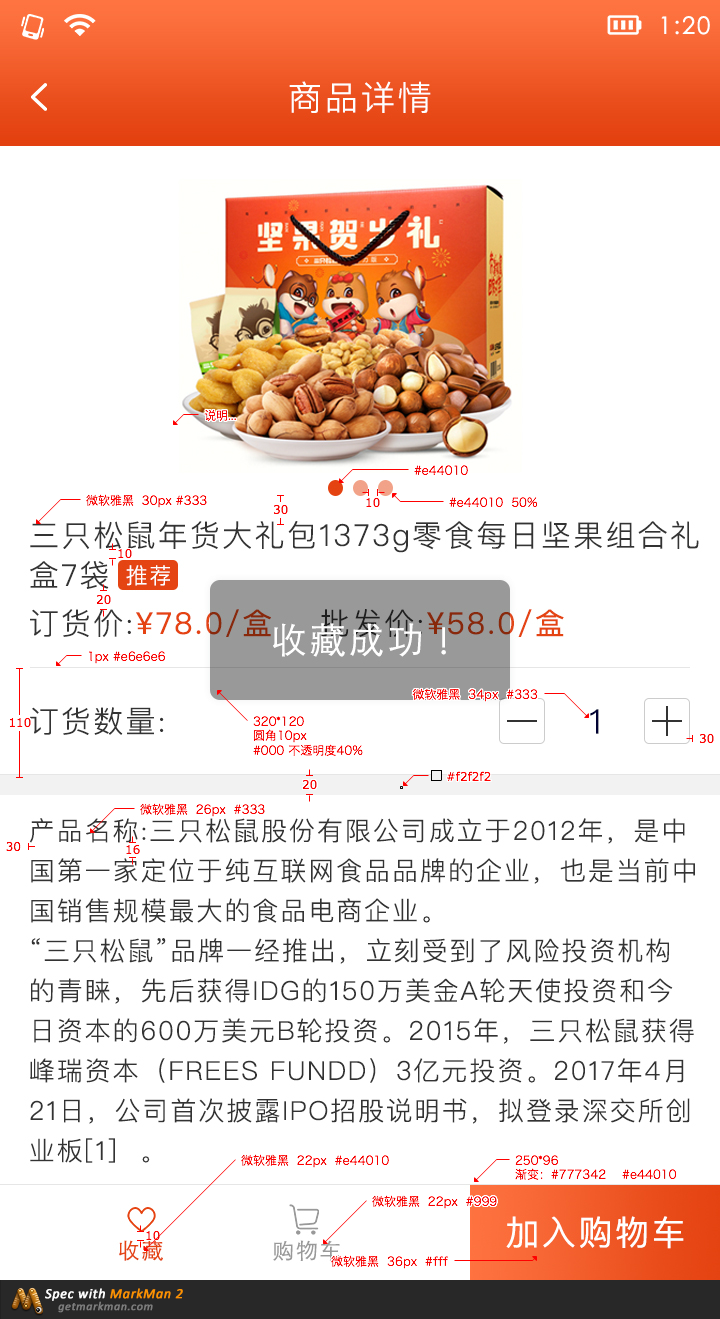 1:20
商品详情
坚果贺岁礼
说明...
#e44010
#e44010 50%
10
微软雅黑 30px #333
30
三只松鼠年货大礼包1373g零食每日坚果组合礼
10
盒7袋 推荐
20
订货价:¥78.0/盒 批发价:¥58.0/盒
收藏成功！
1px #e6e6e6
微软雅黑 34px #333
110
订货数量:
1
30
320*120
圆角10px
#000 不透明度40%
20
#f2f2f2
微软雅黑 26px #333
30
产品名称:三只松鼠股份有限公司成立于2012年，是中
16
国第一家定位于纯互联网食品品牌的企业，也是当前中
国销售规模最大的食品电商企业。
“三只松鼠”品牌一经推出，立刻受到了风险投资机构
的青睐，先后获得IDG的150万美金A轮天使投资和今
日资本的600万美元B轮投资。2015年，三只松鼠获得
峰瑞资本（FREES FUNDD）3亿元投资。2017年4月
21日，公司首次披露IPO招股说明书，拟登录深交所创
业板[1] 。
微软雅黑 22px #e44010
250*96
渐变: #777342 #e44010
微软雅黑 22px #999
10
收藏
购物车
加入购物车
微软雅黑 36px #fff
Spec with MarkMan 2
getmarkman.com